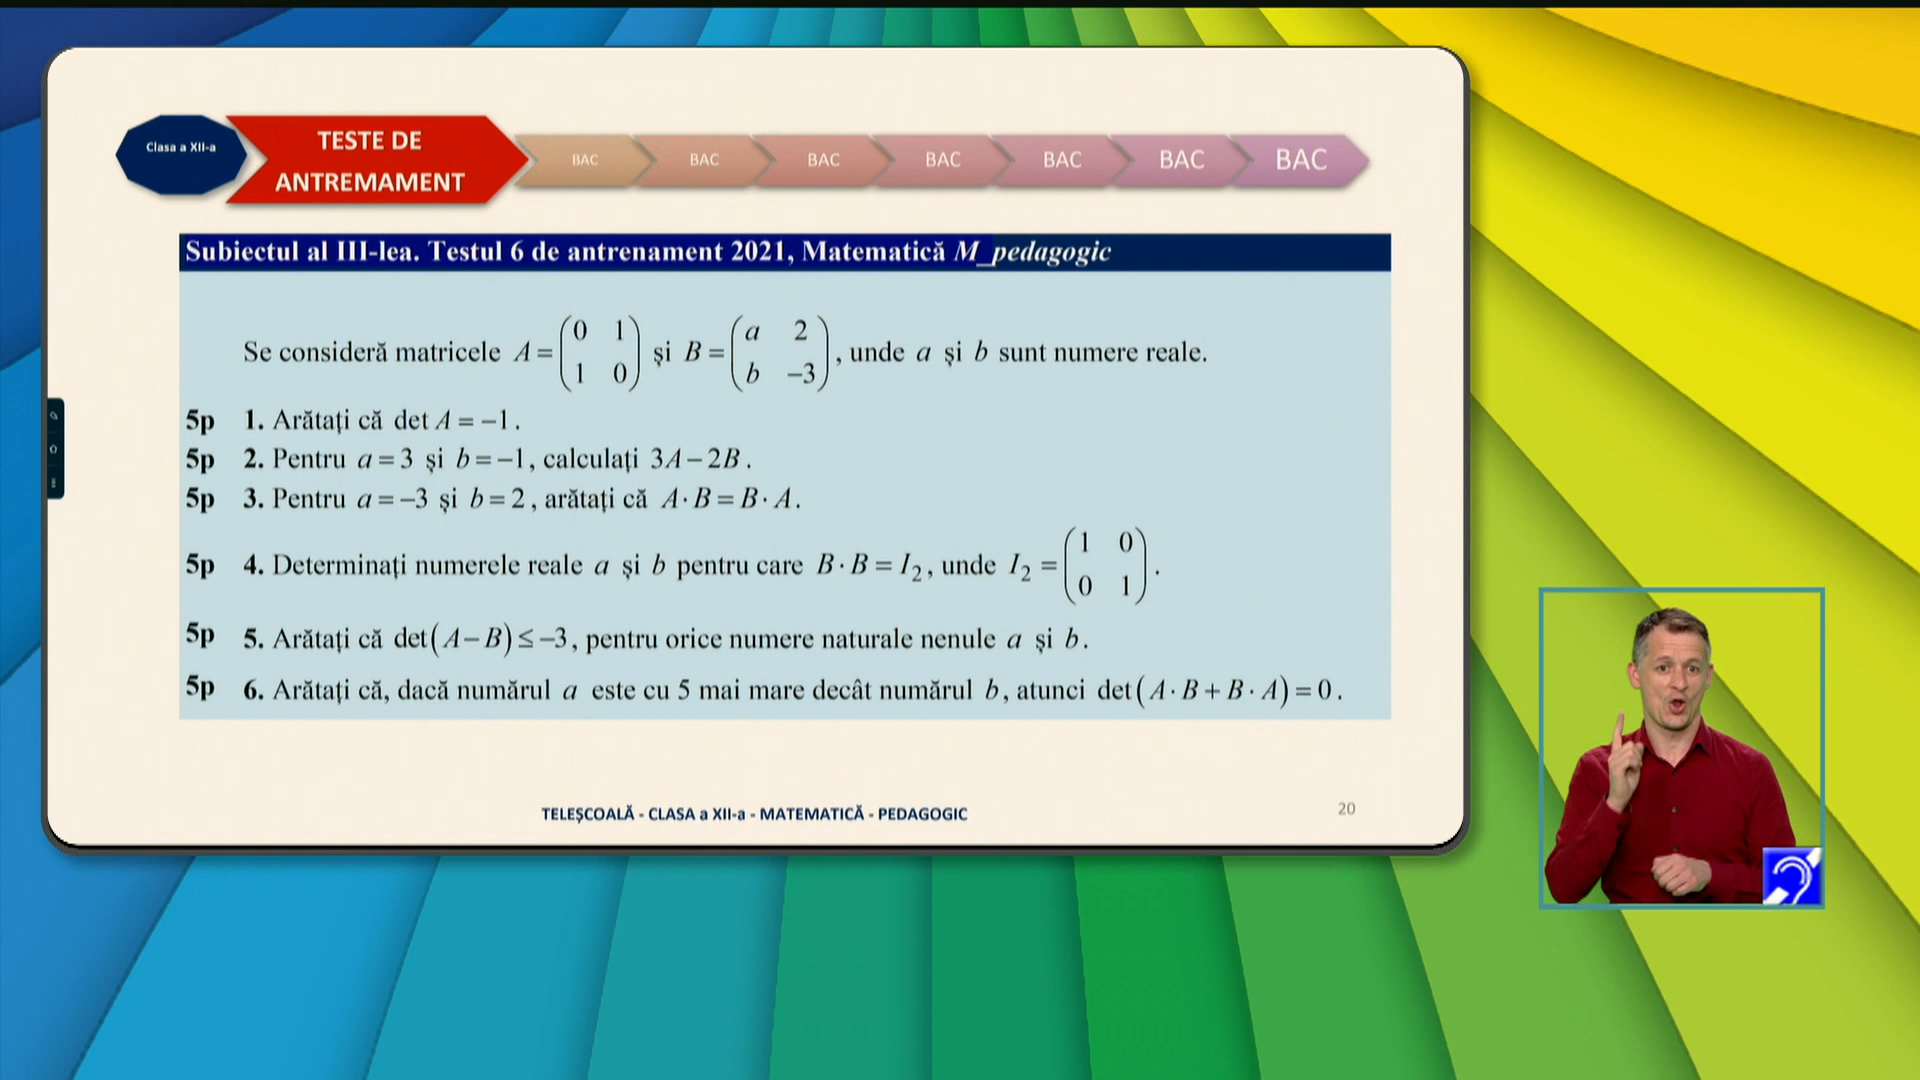 Clasa a XII-a
TESTE DE
ANTREMAMENT
BAC BAC BAC BAC BAC BAC BAC
Subiectul al III-lea. Testul 6 de antrenament 2021, Matematică M_pedagogic
Se consideră matricele A = (0 1; 1 0) și B = (a 2; b −3), unde a și b sunt numere reale.
5p 1. Arătați că det A = −1.
5p 2. Pentru a = 3 și b = −1, calculați 3A − 2B.
5p 3. Pentru a = −3 și b = 2, arătați că A · B = B · A.
5p 4. Determinați numerele reale a și b pentru care B · B = I₂, unde I₂ = (1 0; 0 1).
5p 5. Arătați că det(A − B) ≤ −3, pentru orice numere naturale nenule a și b.
5p 6. Arătați că, dacă numărul a este cu 5 mai mare decât numărul b, atunci det(A · B + B · A) = 0.
TELEȘCOALĂ - CLASA a XII-a - MATEMATICĂ - PEDAGOGIC
20